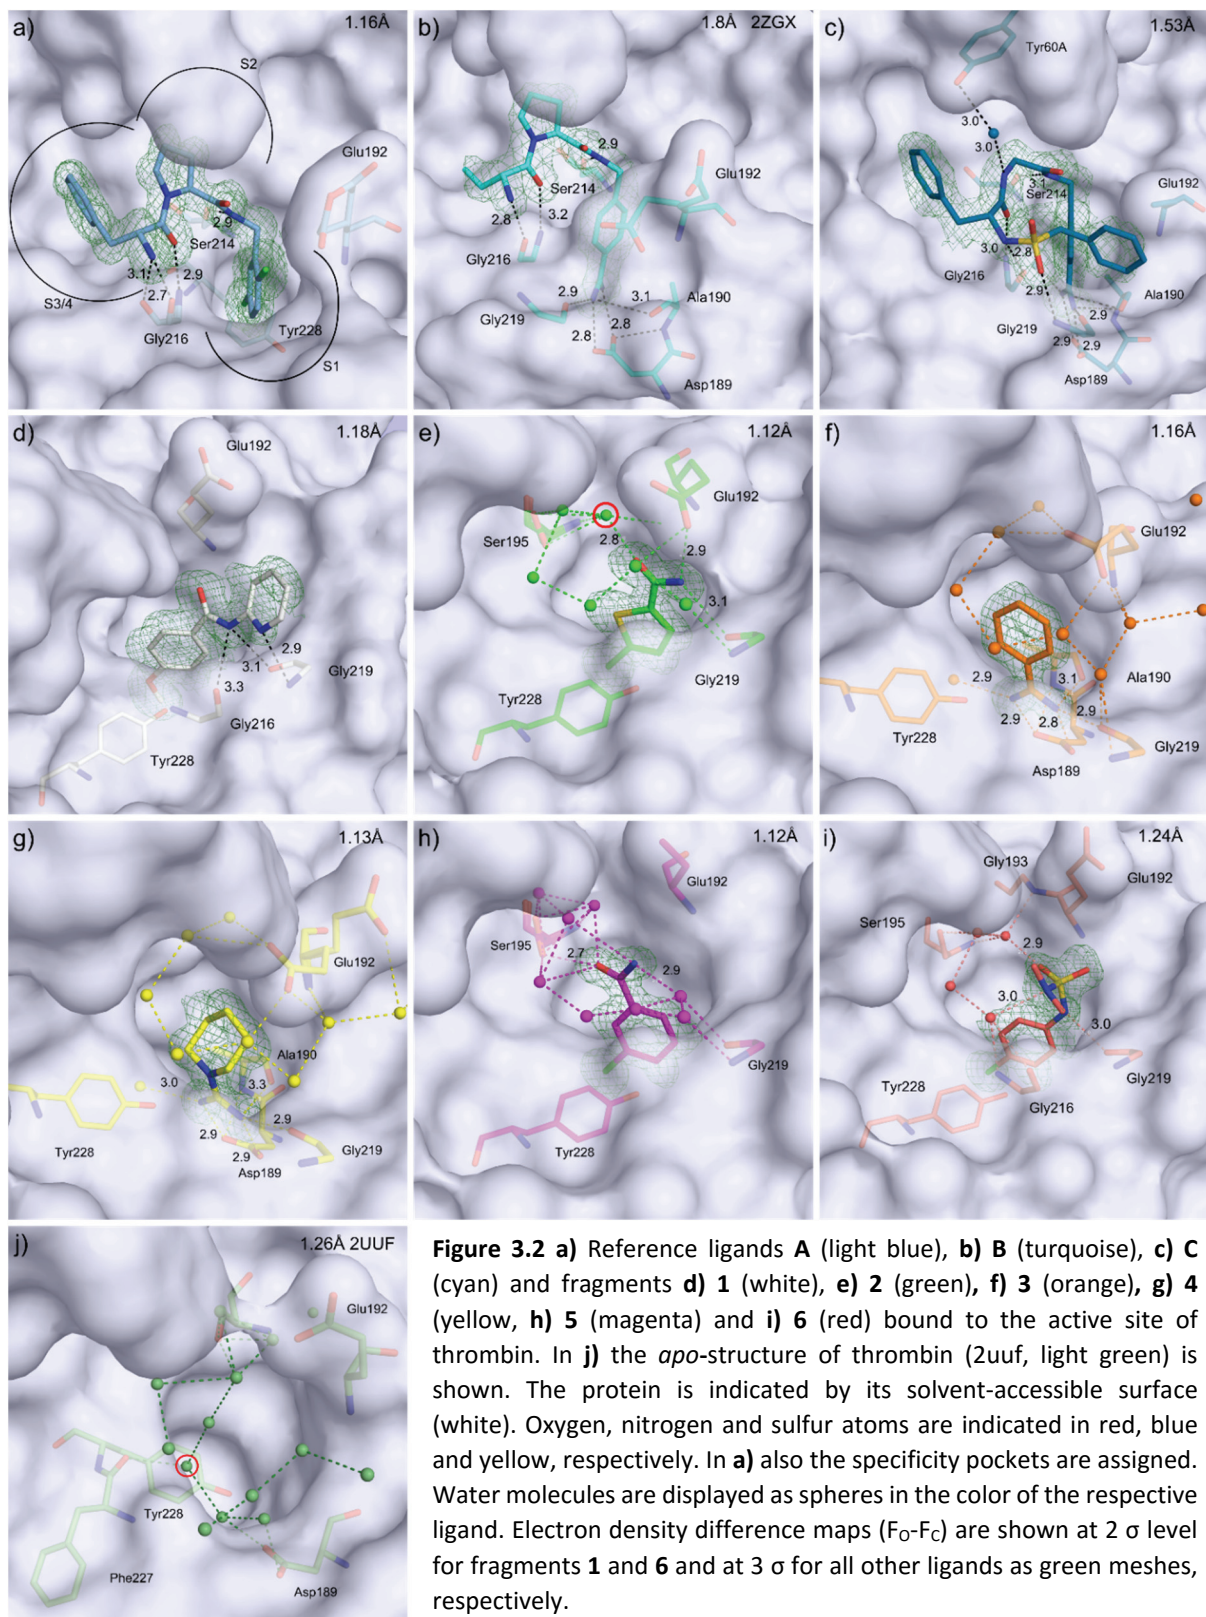 a)
1.16Å
S2
Glu192
2.9
Ser214
3.1
2.9
2.7
S3/4
Gly216
Tyr228
S1
b)
1.8Å 2ZGX
2.9
Glu192
Ser214
2.8
3.2
Gly216
2.9
3.1
Ala190
Gly219
2.8
2.8
Asp189
c)
1.53Å
Tyr60A
3.0
3.0
3.1
Ser214
Glu192
3.0
2.8
Gly216
2.9
Ala190
2.9
Gly219
2.9
2.9
Asp189
d)
1.18Å
Glu192
2.9
3.1
3.3
Gly219
Gly216
Tyr228
e)
1.12Å
Glu192
Ser195
2.8
2.9
3.1
Gly219
Tyr228
f)
1.16Å
Glu192
2.9
3.1
Ala190
2.9
2.8
2.9
Tyr228
Gly219
Asp189
g)
1.13Å
Glu192
Ala190
3.0
3.3
2.9
2.9
2.9
Tyr228
Gly219
Asp189
h)
1.12Å
Glu192
Ser195
2.7
2.9
Gly219
Tyr228
i)
1.24Å
Gly193
Glu192
Ser195
2.9
3.0
3.0
Tyr228
Gly219
Gly216
j)
1.26Å 2UUF
Glu192
Tyr228
Phe227
Asp189
Figure 3.2 a) Reference ligands A (light blue), b) B (turquoise), c) C
(cyan) and fragments d) 1 (white), e) 2 (green), f) 3 (orange), g) 4
(yellow, h) 5 (magenta) and i) 6 (red) bound to the active site of
thrombin. In j) the apo-structure of thrombin (2uuf, light green) is
shown. The protein is indicated by its solvent-accessible surface
(white). Oxygen, nitrogen and sulfur atoms are indicated in red, blue
and yellow, respectively. In a) also the specificity pockets are assigned.
Water molecules are displayed as spheres in the color of the respective
ligand. Electron density difference maps (FO-FC) are shown at 2 σ level
for fragments 1 and 6 and at 3 σ for all other ligands as green meshes,
respectively.